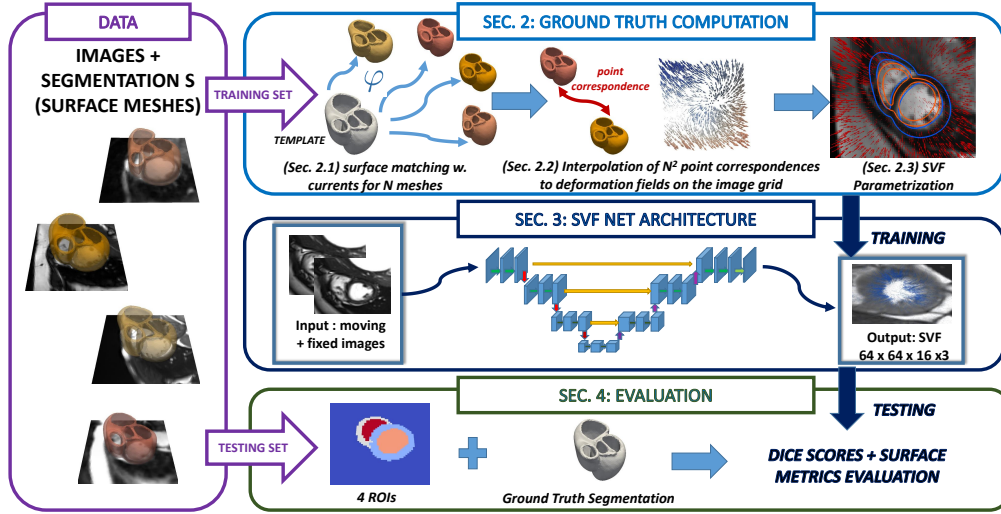 DATA
IMAGES +
SEGMENTATION S
(SURFACE MESHES)
TRAINING SET
TESTING SET
SEC. 2: GROUND TRUTH COMPUTATION
φ
TEMPLATE
point
correspondence
(Sec. 2.1) surface matching w.
currents for N meshes
(Sec. 2.2) Interpolation of N² point correspondences
to deformation fields on the image grid
(Sec. 2.3) SVF
Parametrization
SEC. 3: SVF NET ARCHITECTURE
TRAINING
Input : moving
+ fixed images
Output: SVF
64 x 64 x 16 x3
SEC. 4: EVALUATION
TESTING
4 ROIs
Ground Truth Segmentation
DICE SCORES + SURFACE
METRICS EVALUATION